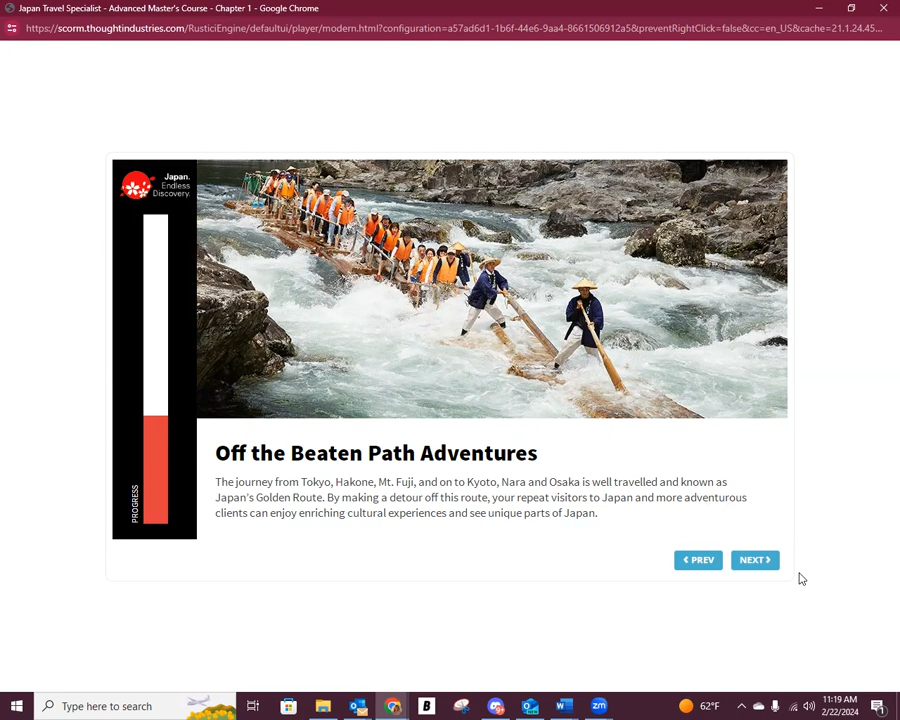 Japan Travel Specialist - Advanced Master's Course - Chapter 1 - Google Chrome
https://scorm.thoughtindustries.com/RusticiEngine/defaultui/player/modern.html?configuration=a57ad6d1-1b6f-44e6-9aa4-8661506912a5&preventRightClick=false&cc=en_US&cache=21.1.24.45...
Japan.
Endless
Discovery.
PROGRESS
Off the Beaten Path Adventures
The journey from Tokyo, Hakone, Mt. Fuji, and on to Kyoto, Nara and Osaka is well travelled and known as
Japan's Golden Route. By making a detour off this route, your repeat visitors to Japan and more adventurous
clients can enjoy enriching cultural experiences and see unique parts of Japan.
PREV
NEXT
Type here to search
B
W
zm
62°F
11:19 AM
2/22/2024
1